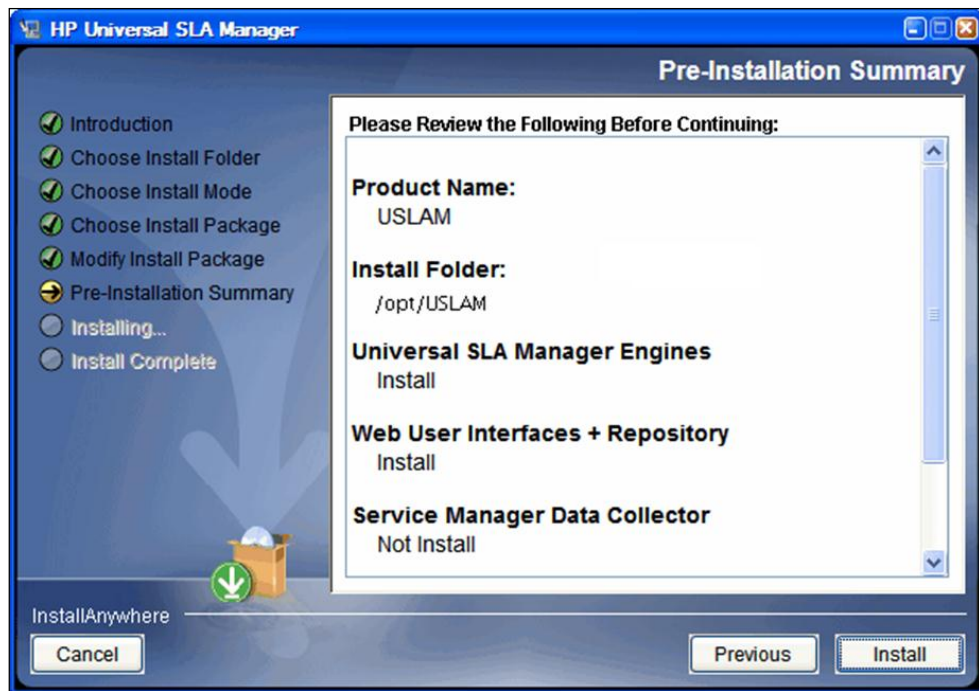 HP Universal SLA Manager
Pre-Installation Summary
Introduction
Choose Install Folder
Choose Install Mode
Choose Install Package
Modify Install Package
Pre-Installation Summary
Installing...
Install Complete
Please Review the Following Before Continuing:
Product Name:
USLAM
Install Folder:
/opt/USLAM
Universal SLA Manager Engines
Install
Web User Interfaces + Repository
Install
Service Manager Data Collector
Not Install
InstallAnywhere
Cancel
Previous
Install